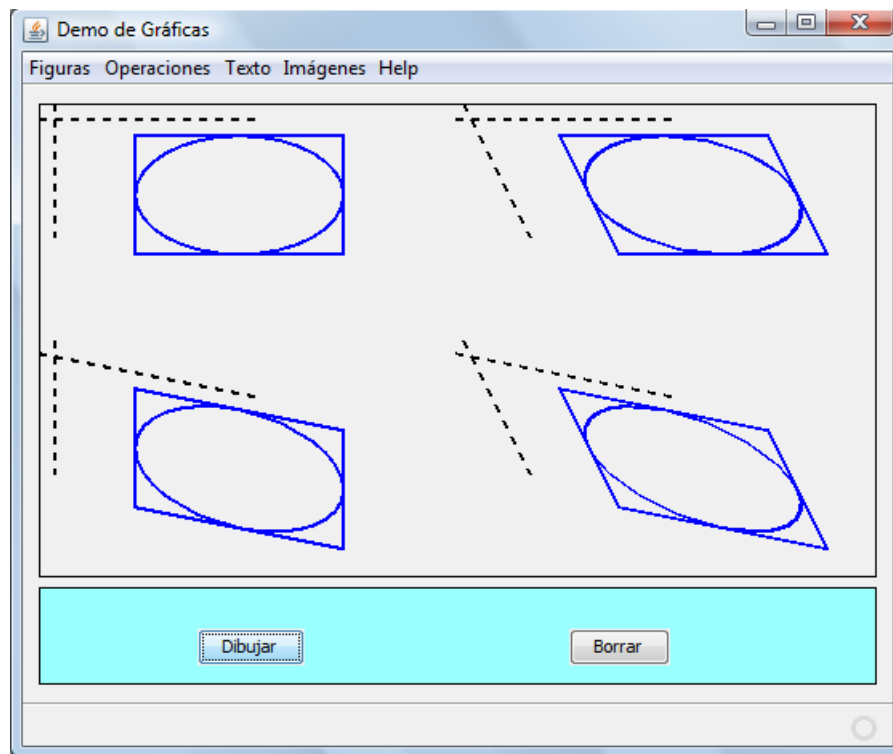 Demo de Gráficas
Figuras Operaciones Texto Imágenes Help
Dibujar Borrar